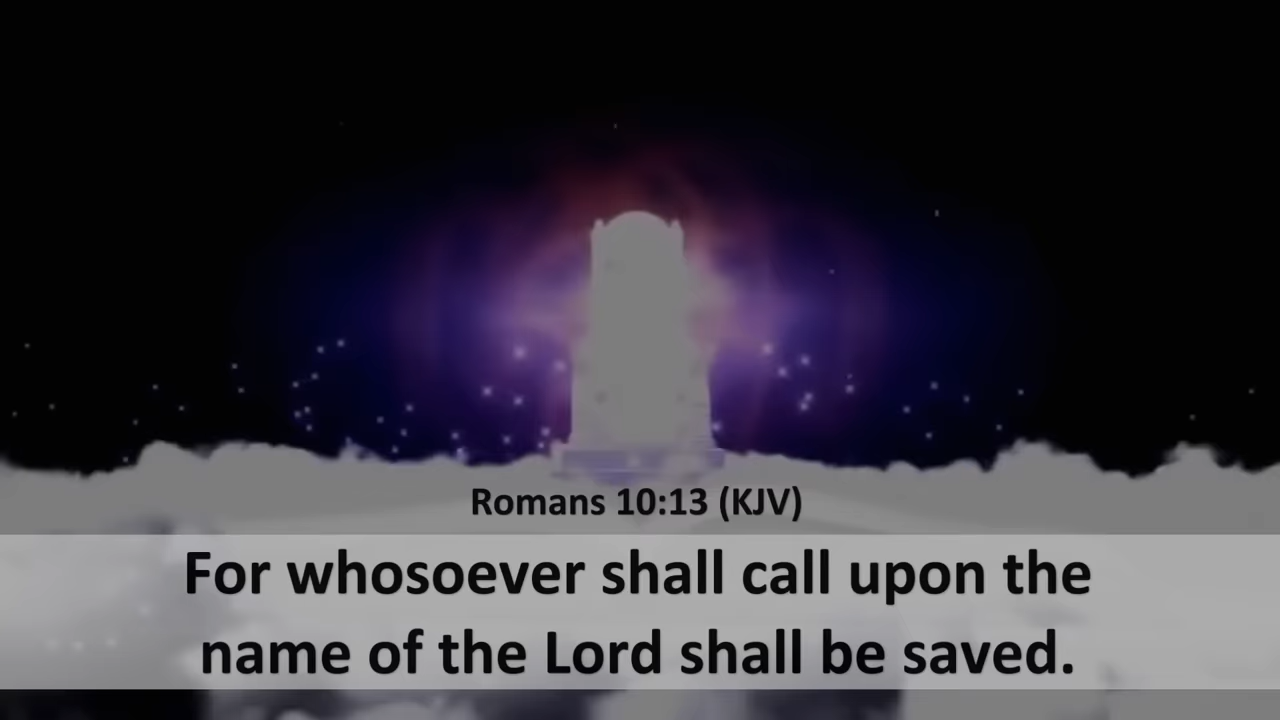 Romans 10:13 (KJV)
For whosoever shall call upon the
name of the Lord shall be saved.